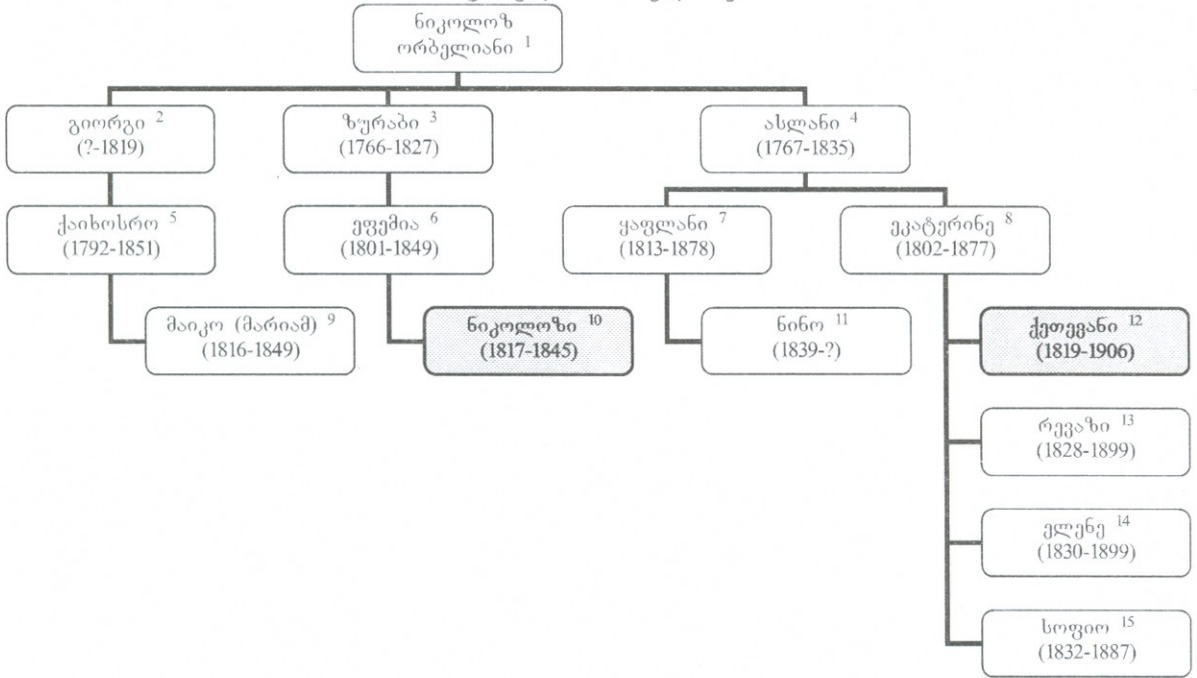 ნიკოლოზ
ორბელიანი 1
გიორგი 2
(?-1819)
ზურაბი 3
(1766-1827)
ასლანი 4
(1767-1835)
ქაიხოსრო 5
(1792-1851)
ეფემია 6
(1801-1849)
ყაფლანი 7
(1813-1878)
ეკატერინე 8
(1802-1877)
მაიკო (მარიამ) 9
(1816-1849)
ნიკოლოზი 10
(1817-1845)
ნინო 11
(1839-?)
ქეთევანი 12
(1819-1906)
რევაზი 13
(1828-1899)
ელენე 14
(1830-1899)
სოფიო 15
(1832-1887)